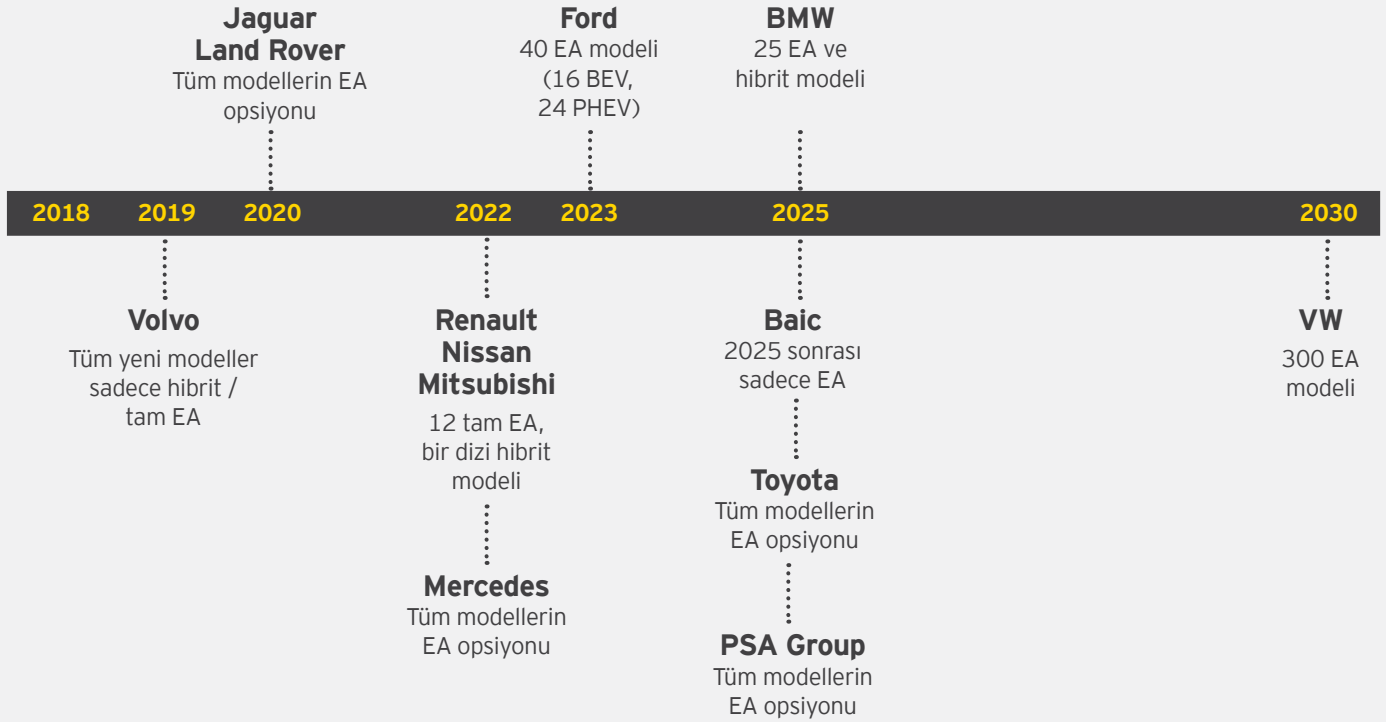 Jaguar
Land Rover
Tüm modellerin EA
opsiyonu
Ford
40 EA modeli
(16 BEV,
24 PHEV)
BMW
25 EA ve
hibrit modeli
2018 2019 2020 2022 2023 2025 2030
Volvo
Tüm yeni modeller
sadece hibrit /
tam EA
Renault
Nissan
Mitsubishi
12 tam EA,
bir dizi hibrit
modeli
Mercedes
Tüm modellerin
EA opsiyonu
Baic
2025 sonrası
sadece EA
Toyota
Tüm modellerin
EA opsiyonu
PSA Group
Tüm modellerin
EA opsiyonu
VW
300 EA
modeli